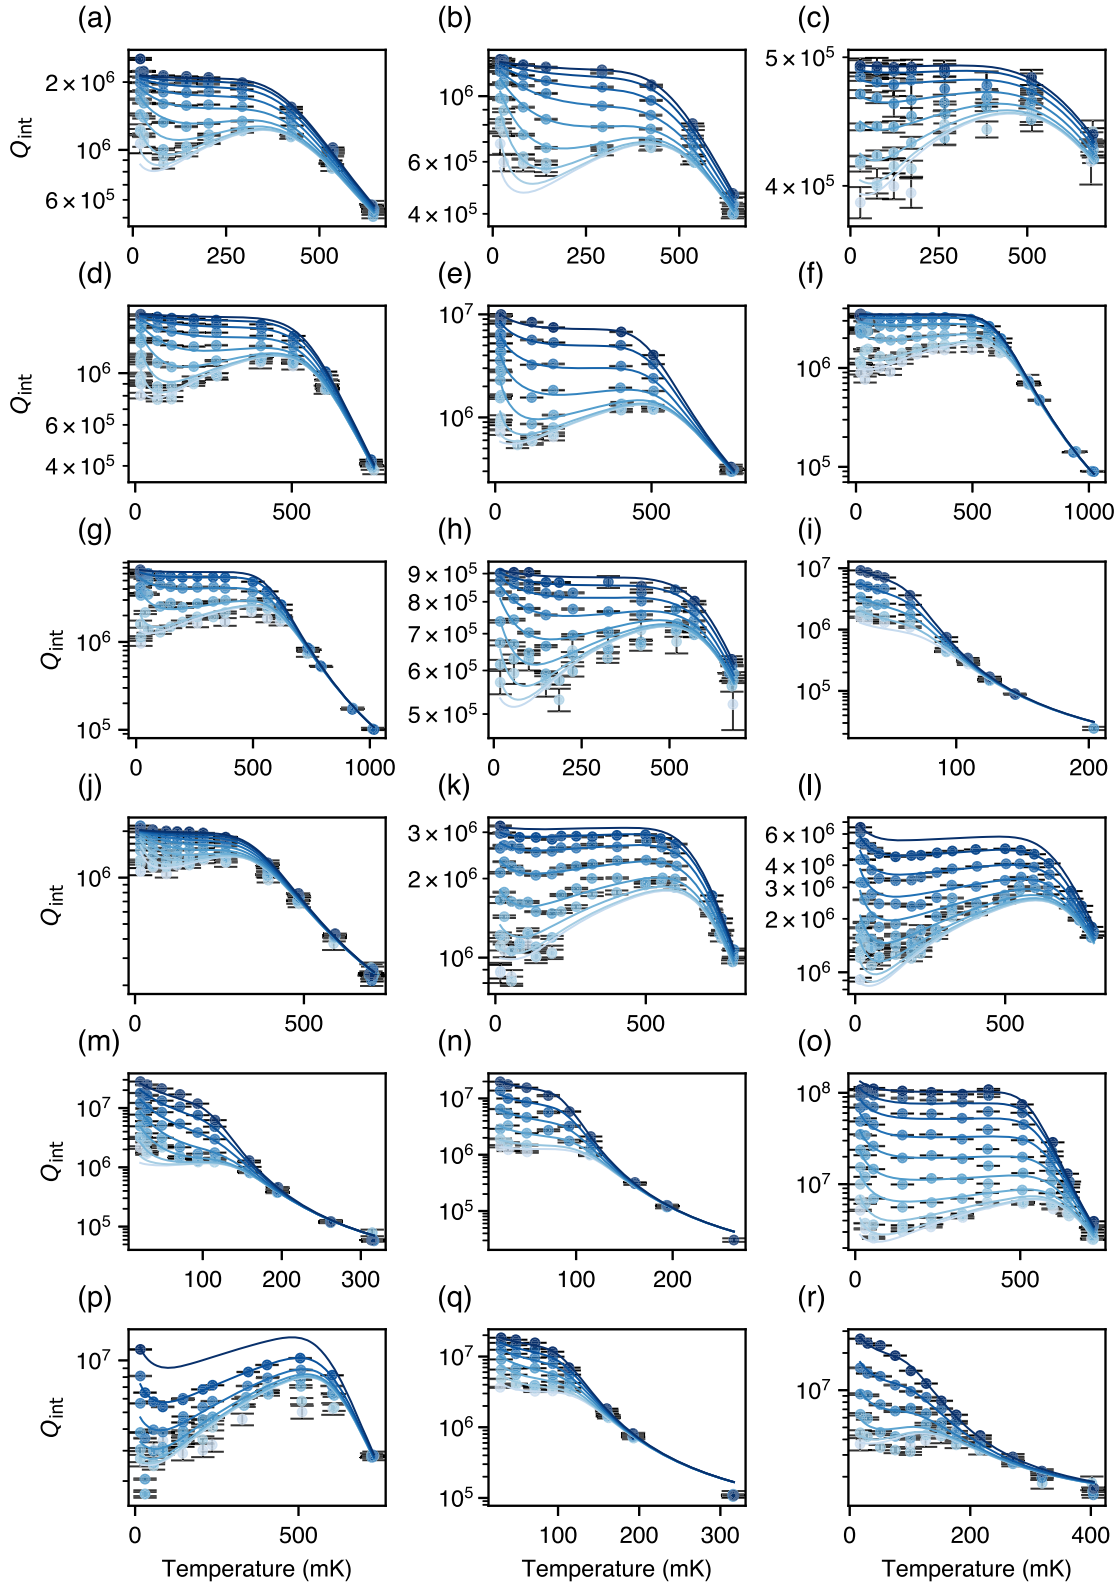 (a) (b) (c)
2 × 10⁶ 10⁶ 5 × 10⁵
Q_int 10⁶ 6 × 10⁵ 4 × 10⁵
6 × 10⁵ 4 × 10⁵
0 250 500 0 250 500 0 250 500
(d) (e) (f)
10⁷
Q_int 10⁶ 10⁶ 10⁶
6 × 10⁵
4 × 10⁵ 10⁵
0 500 0 500 0 500 1000
(g) (h) (i)
9 × 10⁵ 10⁷
8 × 10⁵
Q_int 10⁶ 7 × 10⁵ 10⁶
6 × 10⁵ 10⁵
10⁵ 5 × 10⁵
0 500 1000 0 250 500 100 200
(j) (k) (l)
3 × 10⁶ 6 × 10⁶
4 × 10⁶
Q_int 10⁶ 2 × 10⁶ 3 × 10⁶
2 × 10⁶
10⁶ 10⁶
0 500 0 500 0 500
(m) (n) (o)
10⁷ 10⁷ 10⁸
Q_int 10⁶ 10⁶ 10⁷
10⁵ 10⁵
100 200 300 100 200 0 500
(p) (q) (r)
10⁷ 10⁷ 10⁷
Q_int 10⁶
10⁵
0 500 100 200 300 0 200 400
Temperature (mK) Temperature (mK) Temperature (mK)